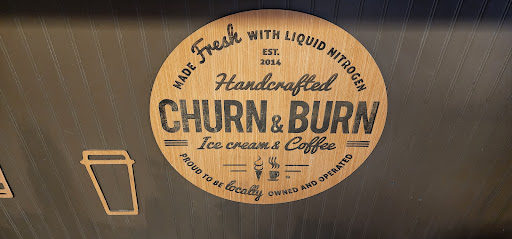 MADE Fresh WITH LIQUID NITROGEN
EST.
2014
Handcrafted
CHURN & BURN
Ice cream & Coffee
PROUD TO BE locally OWNED AND OPERATED